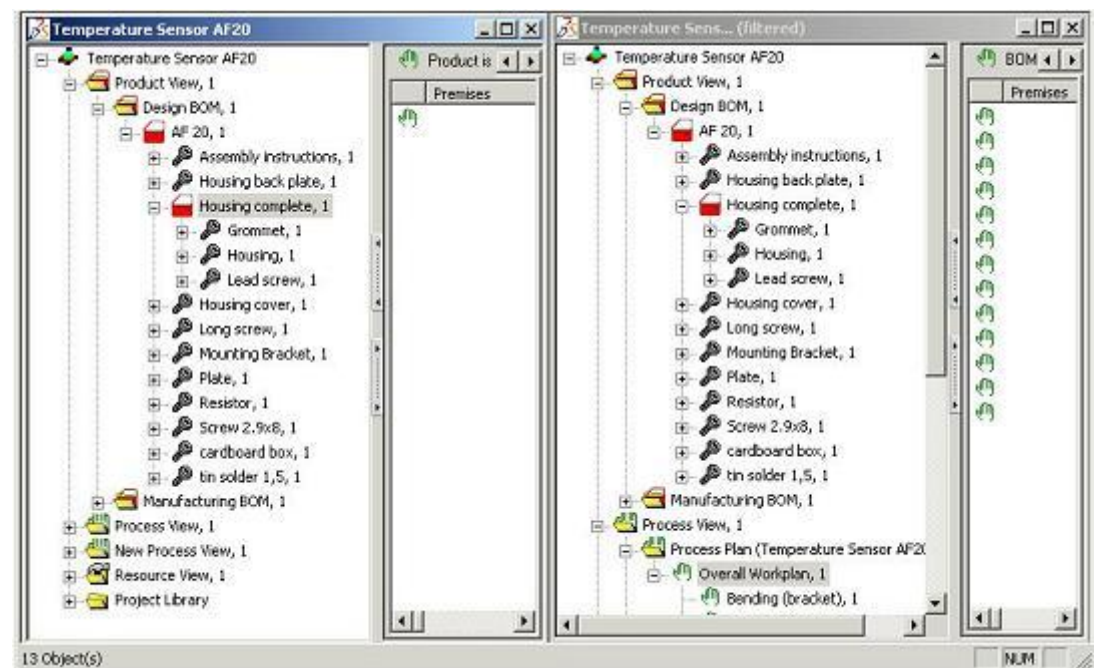 Temperature Sensor AF20
Temperature Sensor AF20
Product View, 1
Design BOM, 1
AF 20, 1
Assembly instructions, 1
Housing back plate, 1
Housing complete, 1
Grommet, 1
Housing, 1
Lead screw, 1
Housing cover, 1
Long screw, 1
Mounting Bracket, 1
Plate, 1
Resistor, 1
Screw 2.9x8, 1
cardboard box, 1
tin solder 1,5, 1
Manufacturing BOM, 1
Process View, 1
New Process View, 1
Resource View, 1
Project Library
Product is
Premises
Temperature Sens... (filtered)
Temperature Sensor AF20
Product View, 1
Design BOM, 1
AF 20, 1
Assembly instructions, 1
Housing back plate, 1
Housing complete, 1
Grommet, 1
Housing, 1
Lead screw, 1
Housing cover, 1
Long screw, 1
Mounting Bracket, 1
Plate, 1
Resistor, 1
Screw 2.9x8, 1
cardboard box, 1
tin solder 1,5, 1
Manufacturing BOM, 1
Process View, 1
Process Plan (Temperature Sensor AF20
Overall Workplan, 1
Bending (bracket), 1
BOM
Premises
13 Object(s)
NUM